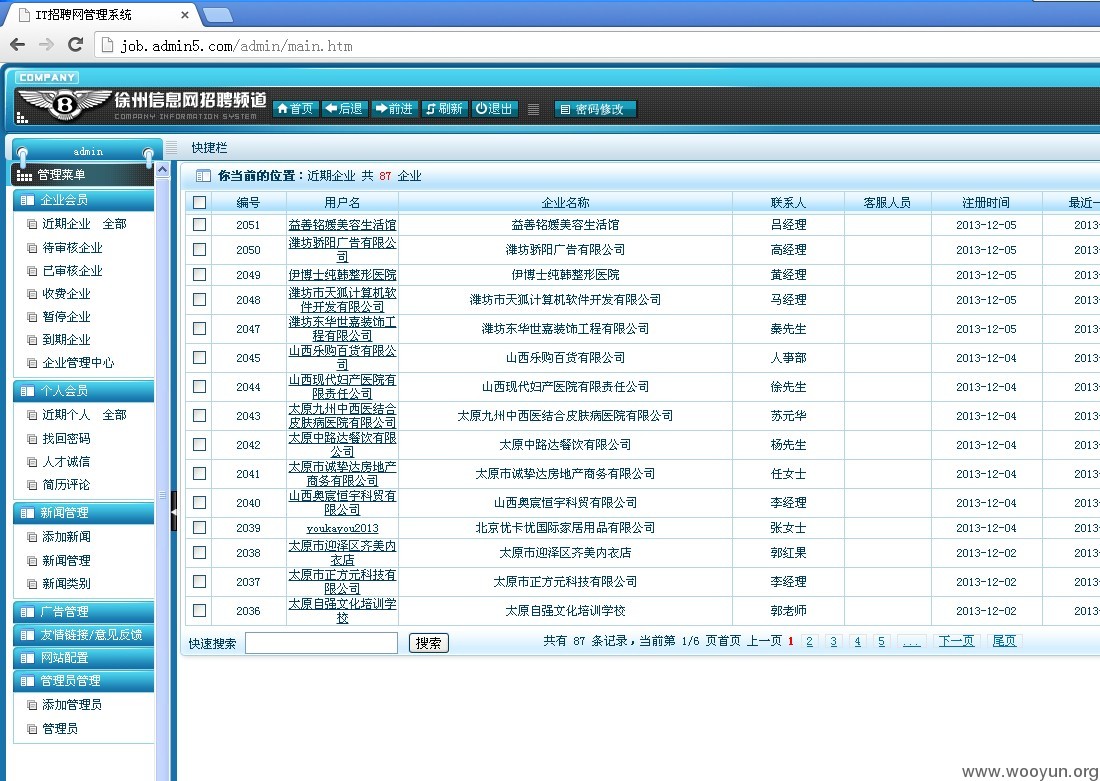 IT招聘网管理系统
job.admin5.com/admin/main.htm
COMPANY
B 徐州信息网招聘频道 首页 后退 前进 刷新 退出 密码修改
COMPANY INFORMATION SYSTEM
admin
管理菜单
企业会员
近期企业 全部
待审核企业
已审核企业
收费企业
暂停企业
到期企业
企业管理中心
个人会员
近期个人 全部
找回密码
人才诚信
简历评论
新闻管理
添加新闻
新闻管理
新闻类别
广告管理
友情链接/意见反馈
网站配置
管理员管理
添加管理员
管理员
快捷栏
你当前的位置：近期企业 共 87 企业
编号 用户名 企业名称 联系人 客服人员 注册时间 最近一
2051 益善铭媛美容生活馆 益善铭媛美容生活馆 吕经理 2013-12-05 2013-
2050 潍坊骄阳广告有限公司 潍坊骄阳广告有限公司 高经理 2013-12-05 2013-
2049 伊博士纯韩整形医院 伊博士纯韩整形医院 黄经理 2013-12-05 2013-
2048 潍坊市天狐计算机软件开发有限公司 潍坊市天狐计算机软件开发有限公司 马经理 2013-12-05 2013-
2047 潍坊东华世嘉装饰工程有限公司 潍坊东华世嘉装饰工程有限公司 秦先生 2013-12-05 2013-
2045 山西乐购百货有限公司 山西乐购百货有限公司 人事部 2013-12-04 2013-
2044 山西现代妇产医院有限责任公司 山西现代妇产医院有限责任公司 徐先生 2013-12-04 2013-
2043 太原九州中西医结合皮肤病医院有限公司 太原九州中西医结合皮肤病医院有限公司 苏元华 2013-12-04 2013-
2042 太原中路达餐饮有限公司 太原中路达餐饮有限公司 杨先生 2013-12-04 2013-
2041 太原市诚挚达房地产商务有限公司 太原市诚挚达房地产商务有限公司 任女士 2013-12-04 2013-
2040 山西奥宸恒宇科贸有限公司 山西奥宸恒宇科贸有限公司 李经理 2013-12-04 2013-
2039 youkayou2013 北京优卡优国际家居用品有限公司 张女士 2013-12-04 2013-
2038 太原市迎泽区齐美内衣店 太原市迎泽区齐美内衣店 郭红果 2013-12-02 2013-
2037 太原市正方元科技有限公司 太原市正方元科技有限公司 李经理 2013-12-02 2013-
2036 太原自强文化培训学校 太原自强文化培训学校 郭老师 2013-12-02 2013-
快速搜索 搜索 共有 87 条记录，当前第 1/6 页首页 上一页 1 2 3 4 5 .... 下一页 尾页
www.wooyun.org